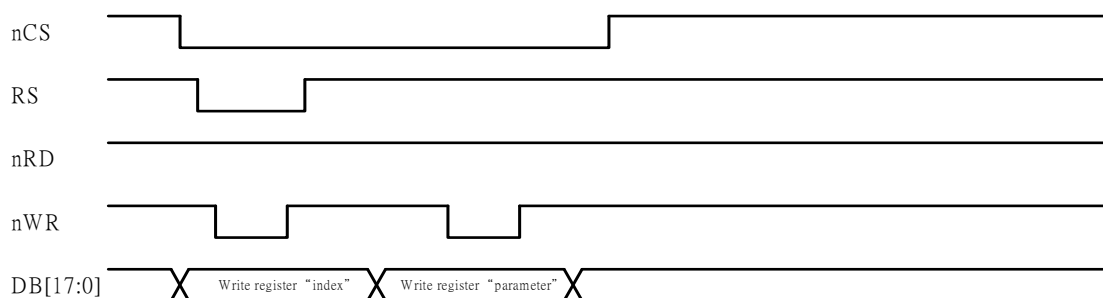 nCS
RS
nRD
nWR
DB[17:0] Write register “index” Write register “parameter”